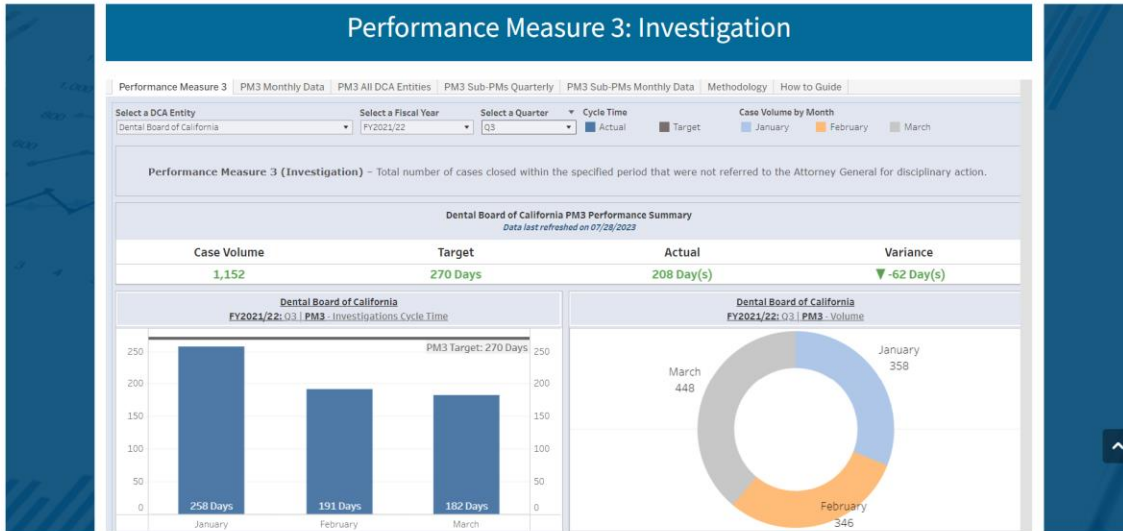 Performance Measure 3: Investigation
Performance Measure 3 PM3 Monthly Data PM3 All DCA Entities PM3 Sub-PMs Quarterly PM3 Sub-PMs Monthly Data Methodology How to Guide
Select a DCA Entity Select a Fiscal Year Select a Quarter Cycle Time Case Volume by Month
Dental Board of California FY2021/22 Q3 Actual Target January February March
Performance Measure 3 (Investigation) – Total number of cases closed within the specified period that were not referred to the Attorney General for disciplinary action.
Dental Board of California PM3 Performance Summary
Data last refreshed on 07/28/2023
Case Volume Target Actual Variance
1,152 270 Days 208 Day(s) ▼ -62 Day(s)
Dental Board of California
FY2021/22: Q3 | PM3 - Investigations Cycle Time
PM3 Target: 270 Days
250 250
200 200
150 150
100 100
50 50
0 0
258 Days 191 Days 182 Days
January February March
Dental Board of California
FY2021/22: Q3 | PM3 - Volume
January
358
March
448
February
346